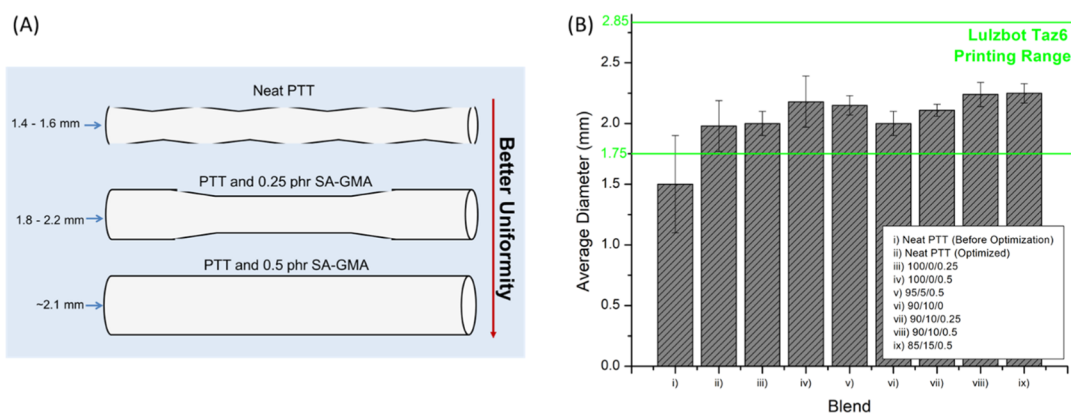 (A)
Neat PTT
1.4 - 1.6 mm
PTT and 0.25 phr SA-GMA
1.8 - 2.2 mm
PTT and 0.5 phr SA-GMA
~2.1 mm
Better Uniformity
(B)
2.85
Lulzbot Taz6
Printing Range
2.5
2.0
1.75
1.5
1.0
0.5
0.0
Average Diameter (mm)
i) Neat PTT (Before Optimization)
ii) Neat PTT (Optimized)
iii) 100/0/0.25
iv) 100/0/0.5
v) 95/5/0.5
vi) 90/10/0
vii) 90/10/0.25
viii) 90/10/0.5
ix) 85/15/0.5
i) ii) iii) iv) v) vi) vii) viii) ix)
Blend